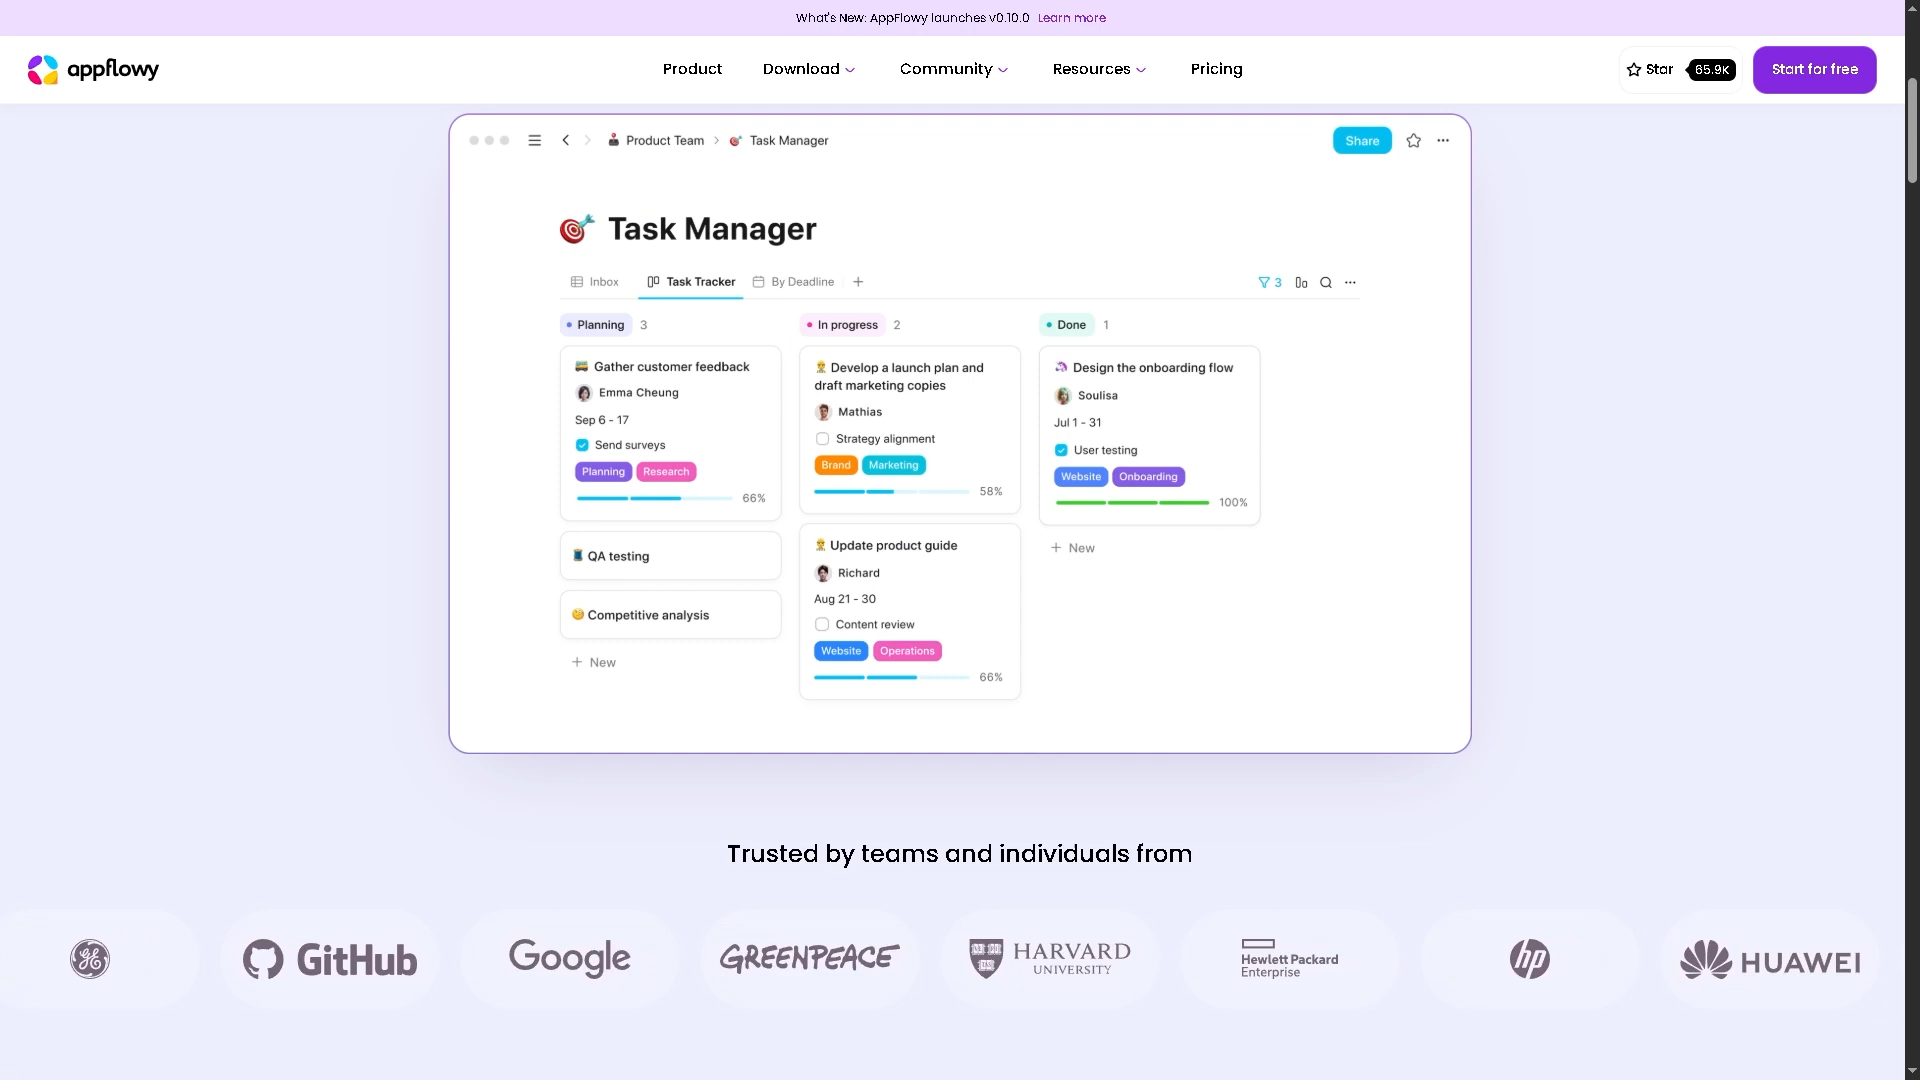 What's New: AppFlowy launches v0.10.0 Learn more
appflowy
Product
Download
Community
Resources
Pricing
Star
65.9K
Start for free
Product Team
Task Manager
Share
Task Manager
Inbox
Task Tracker
By Deadline
3
Planning 3
Gather customer feedback
Emma Cheung
Sep 6 - 17
Send surveys
Planning Research
66%
QA testing
Competitive analysis
New
In progress 2
Develop a launch plan and
draft marketing copies
Mathias
Strategy alignment
Brand Marketing
58%
Update product guide
Richard
Aug 21 - 30
Content review
Website Operations
66%
Done 1
Design the onboarding flow
Soulisa
Jul 1 - 31
User testing
Website Onboarding
100%
New
Trusted by teams and individuals from
GE
GitHub
Google
GREENPEACE
HARVARD
UNIVERSITY
Hewlett Packard
Enterprise
hp
HUAWEI